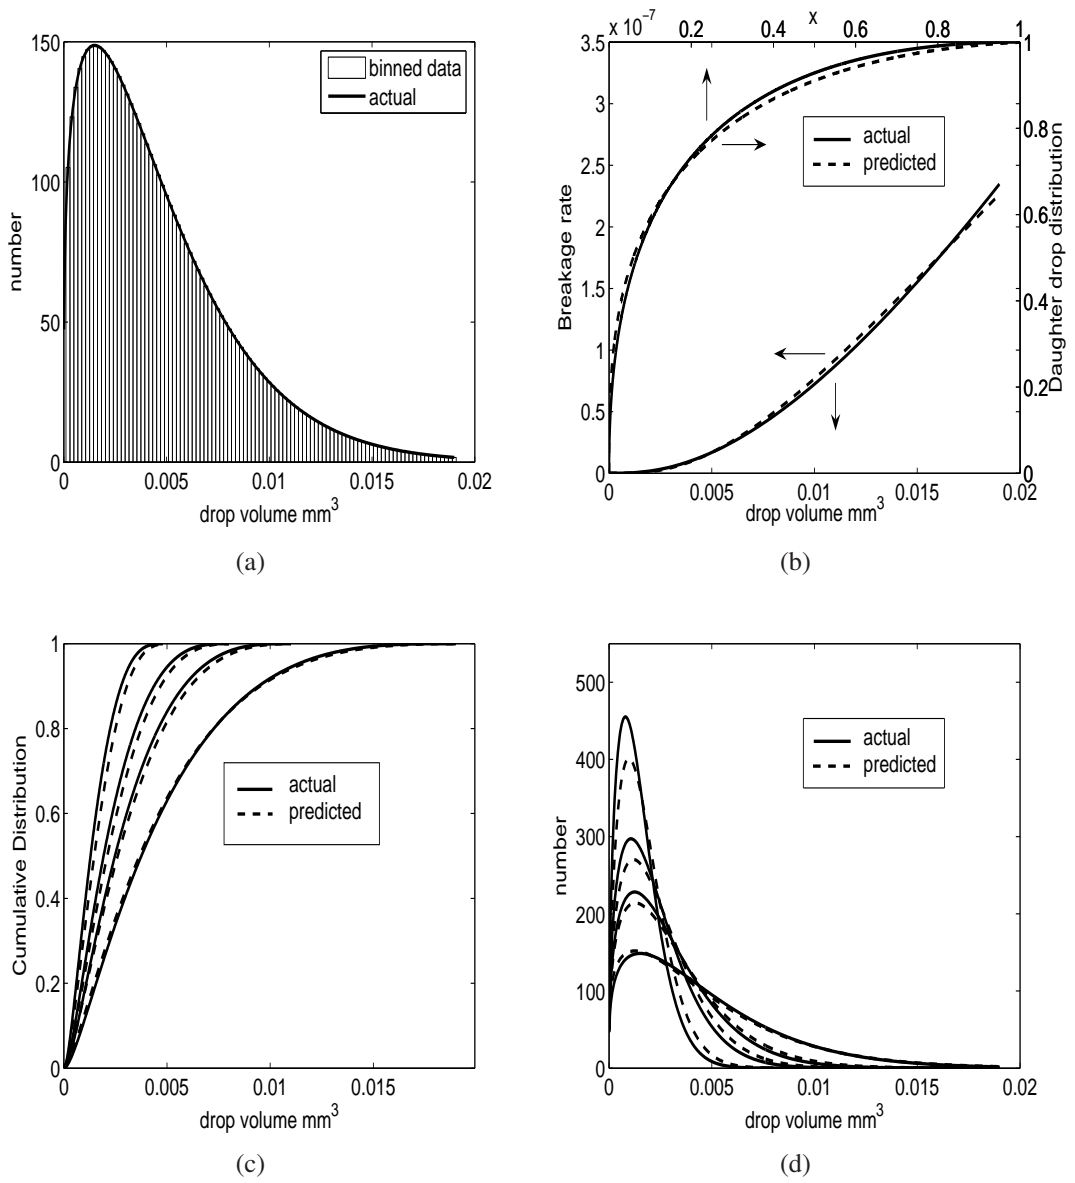 150
100
50
0
number
binned data
actual
0 0.005 0.01 0.015 0.02
drop volume mm3
(a)
x 10-7
x
0.2 0.4 0.6 0.8 1
3.5
3
2.5
2
1.5
1
0.5
0
Breakage rate
actual
predicted
1
0.8
0.6
0.4
0.2
0
Daughter drop distribution
0 0.005 0.01 0.015 0.02
drop volume mm3
(b)
1
0.8
0.6
0.4
0.2
0
Cumulative Distribution
actual
predicted
0 0.005 0.01 0.015
drop volume mm3
(c)
500
400
300
200
100
0
number
actual
predicted
0 0.005 0.01 0.015 0.02
drop volume mm3
(d)